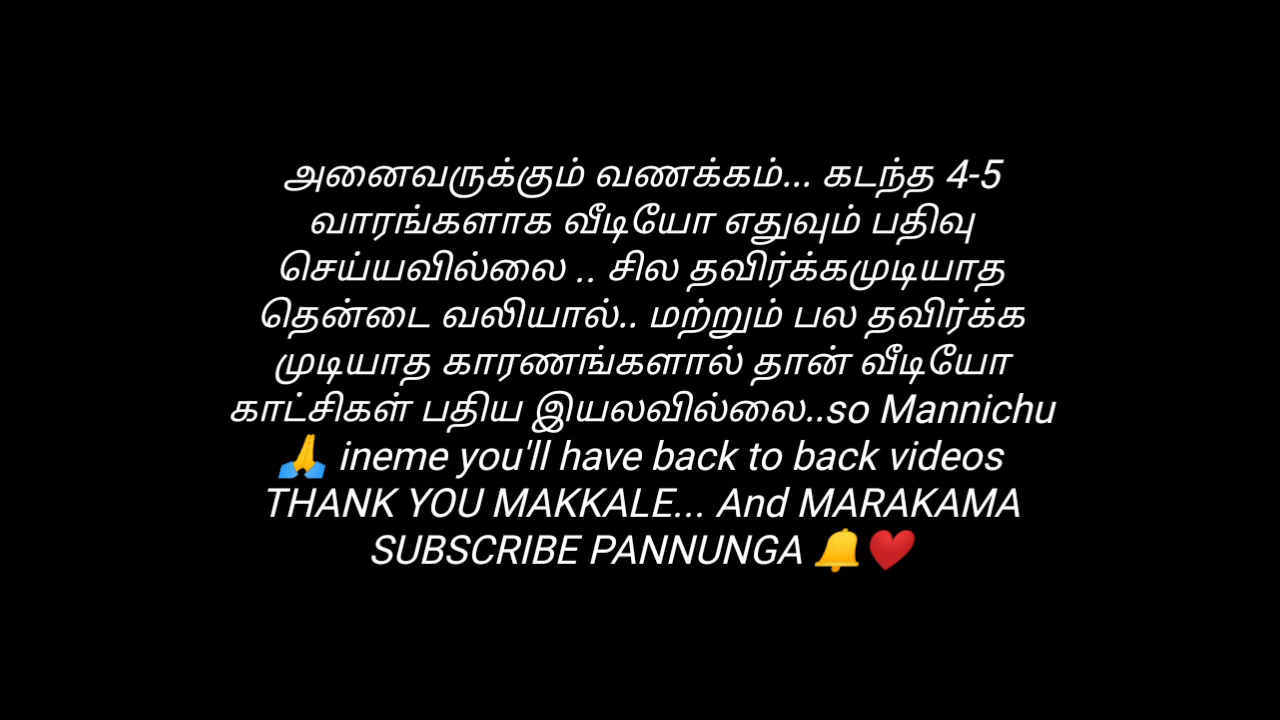 அனைவருக்கும் வணக்கம்... கடந்த 4-5
வாரங்களாக வீடியோ எதுவும் பதிவு
செய்யவில்லை .. சில தவிர்க்கமுடியாத
தென்டை வலியால்.. மற்றும் பல தவிர்க்க
முடியாத காரணங்களால் தான் வீடியோ
காட்சிகள் பதிய இயலவில்லை..so Mannichu
🙏 ineme you'll have back to back videos
THANK YOU MAKKALE... And MARAKAMA
SUBSCRIBE PANNUNGA 🔔❤️